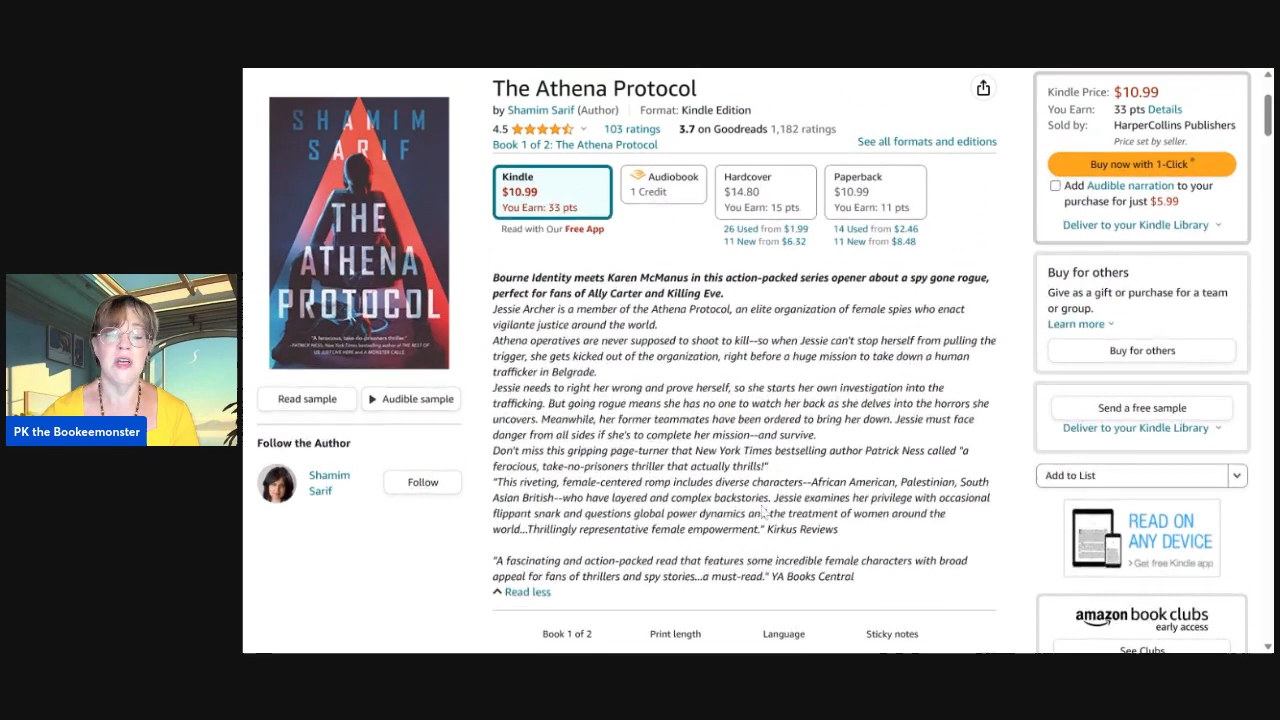 SHAMIM
SARIF
THE
ATHENA
PROTOCOL
"A ferocious, take-no-prisoners thriller."
Read sample
Audible sample
Follow the Author
Shamim
Sarif
Follow
PK the Bookeemonster
The Athena Protocol
by Shamim Sarif (Author) Format: Kindle Edition
4.5 103 ratings 3.7 on Goodreads 1,182 ratings
Book 1 of 2: The Athena Protocol
See all formats and editions
Kindle
$10.99
You Earn: 33 pts
Read with Our Free App
Audiobook
1 Credit
Hardcover
$14.80
You Earn: 15 pts
26 Used from $1.99
11 New from $6.32
Paperback
$10.99
You Earn: 11 pts
14 Used from $2.46
11 New from $8.48
Bourne Identity meets Karen McManus in this action-packed series opener about a spy gone rogue,
perfect for fans of Ally Carter and Killing Eve.
Jessie Archer is a member of the Athena Protocol, an elite organization of female spies who enact
vigilante justice around the world.
Athena operatives are never supposed to shoot to kill--so when Jessie can't stop herself from pulling the
trigger, she gets kicked out of the organization, right before a huge mission to take down a human
trafficker in Belgrade.
Jessie needs to right her wrong and prove herself, so she starts her own investigation into the
trafficking. But going rogue means she has no one to watch her back as she delves into the horrors she
uncovers. Meanwhile, her former teammates have been ordered to bring her down. Jessie must face
danger from all sides if she's to complete her mission--and survive.
Don't miss this gripping page-turner that New York Times bestselling author Patrick Ness called "a
ferocious, take-no-prisoners thriller that actually thrills!"
"This riveting, female-centered romp includes diverse characters--African American, Palestinian, South
Asian British--who have layered and complex backstories. Jessie examines her privilege with occasional
flippant snark and questions global power dynamics and the treatment of women around the
world...Thrillingly representative female empowerment." Kirkus Reviews
"A fascinating and action-packed read that features some incredible female characters with broad
appeal for fans of thrillers and spy stories...a must-read." YA Books Central
Read less
Book 1 of 2 Print length Language Sticky notes
Kindle Price: $10.99
You Earn: 33 pts Details
Sold by: HarperCollins Publishers
Price set by seller.
Buy now with 1-Click ®
Add Audible narration to your
purchase for just $5.99
Deliver to your Kindle Library
Buy for others
Give as a gift or purchase for a team
or group.
Learn more
Buy for others
Send a free sample
Deliver to your Kindle Library
Add to List
READ ON
ANY DEVICE
> Get free Kindle app
amazon book clubs
early access
See Clubs